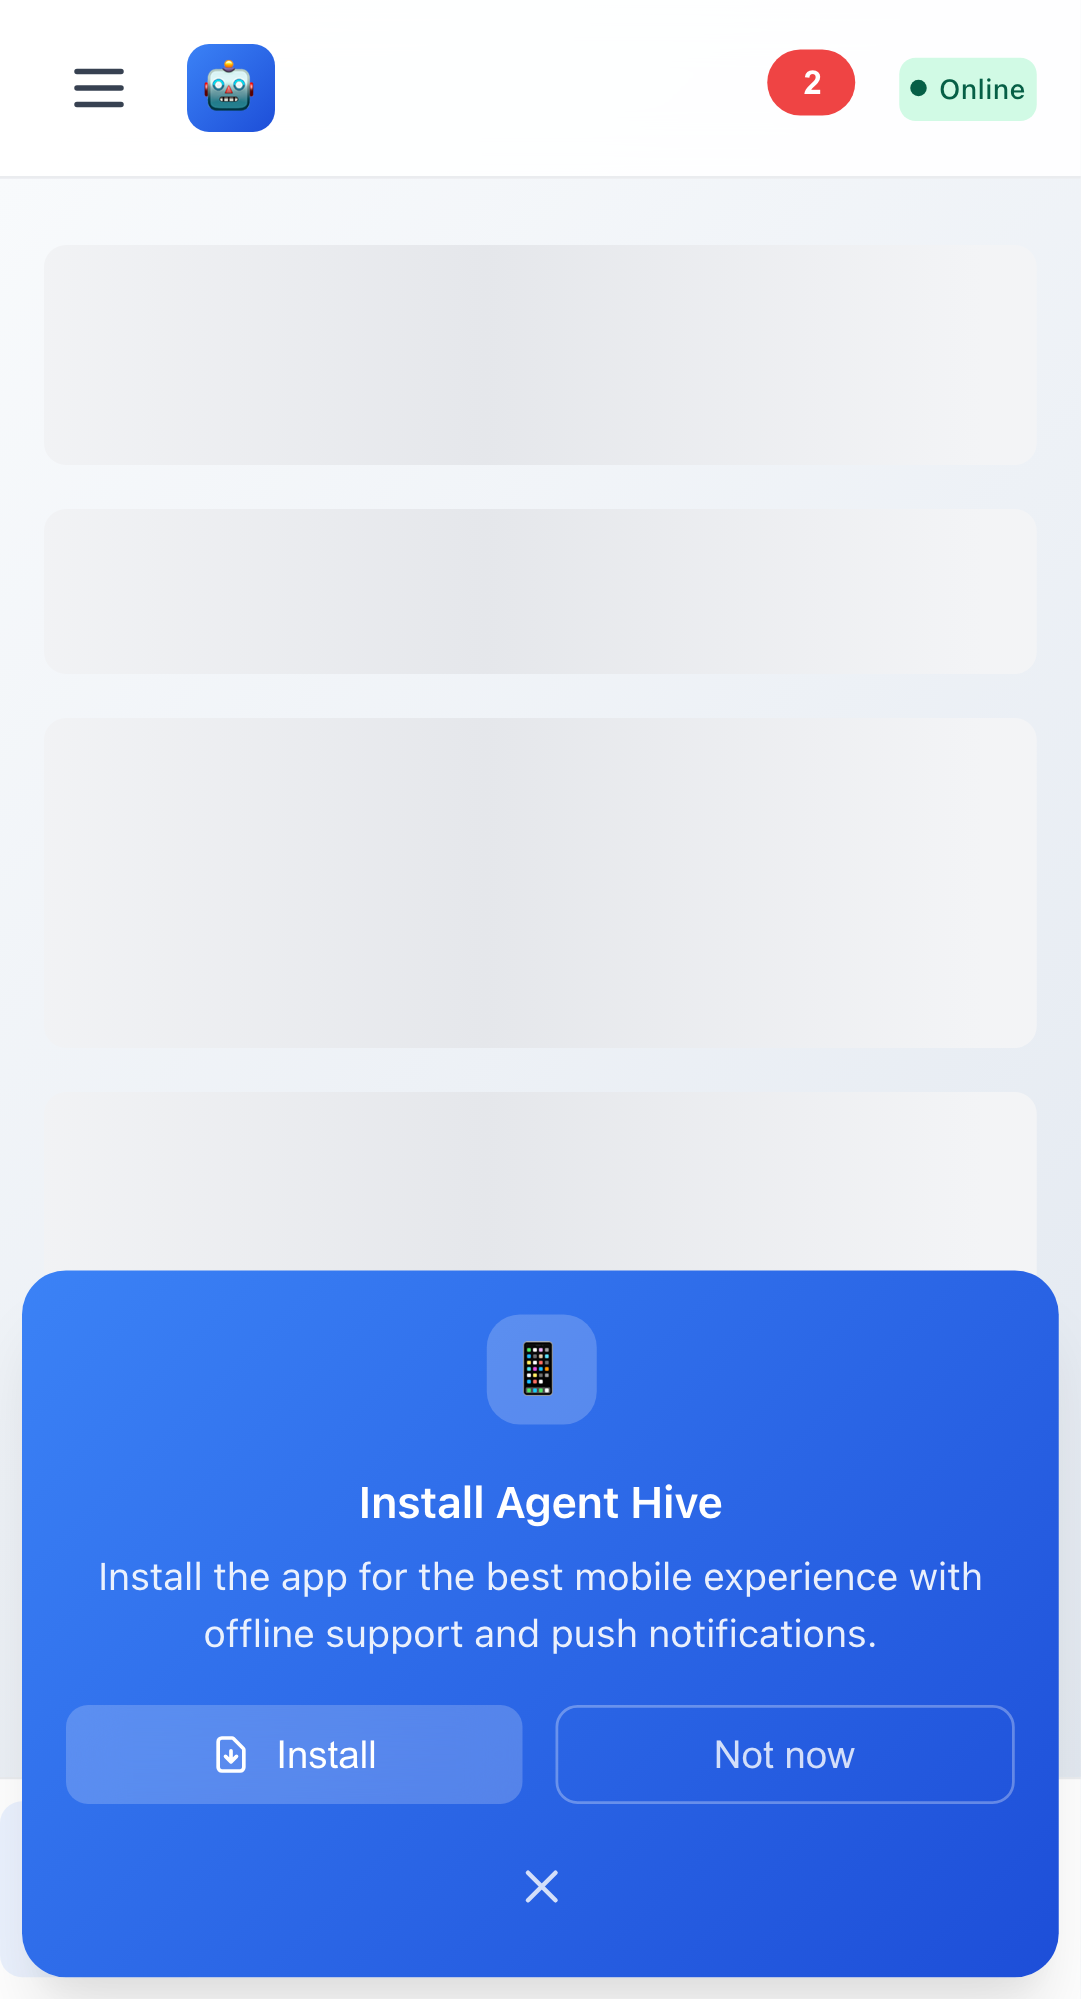 2
Online
Install Agent Hive
Install the app for the best mobile experience with
offline support and push notifications.
Install
Not now